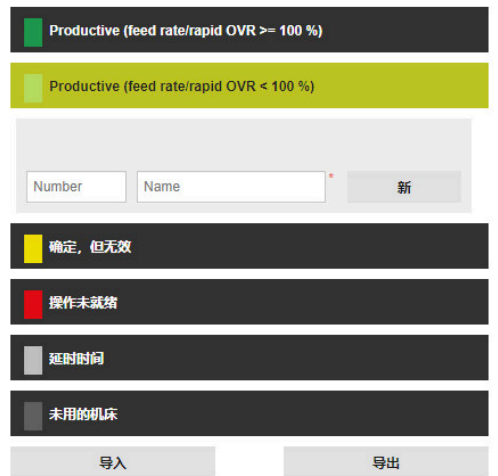 Productive (feed rate/rapid OVR >= 100 %)
Productive (feed rate/rapid OVR < 100 %)
Number Name * 新
确定，但无效
操作未就绪
延时时间
未用的机床
导入 导出